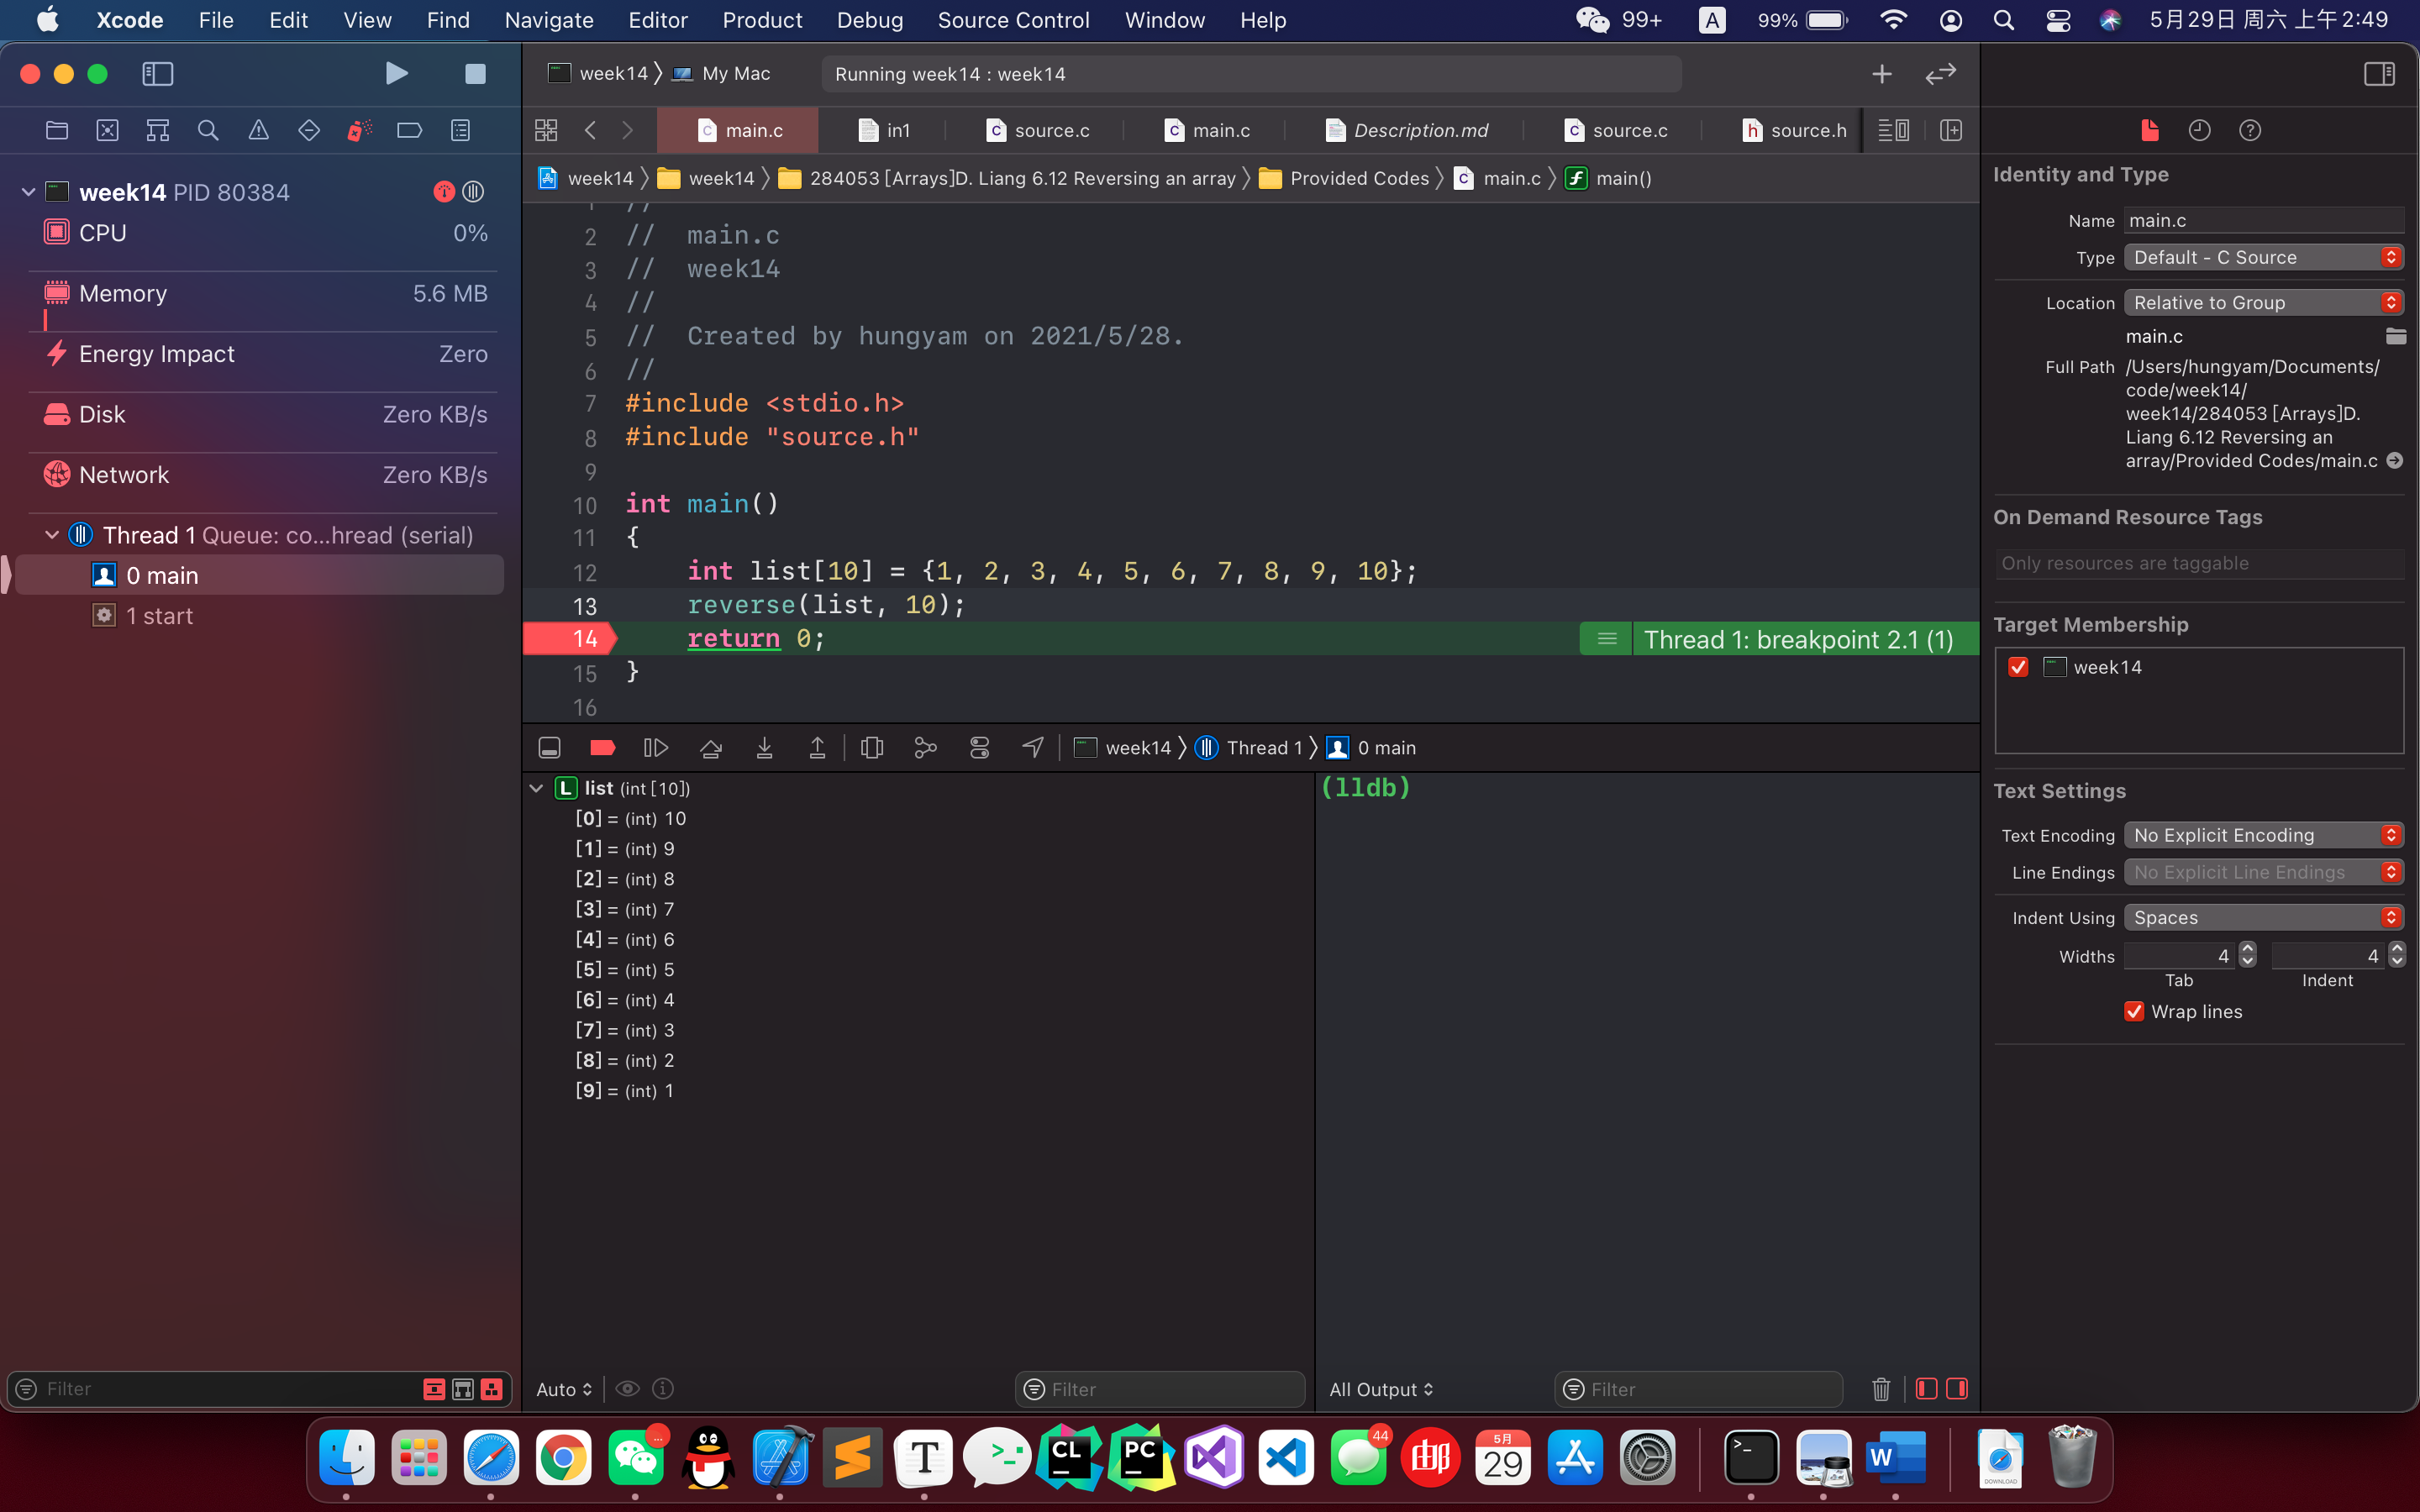 Xcode File Edit View Find Navigate Editor Product Debug Source Control Window Help 99+ A 99% 5月29日 周六 上午2:49
week14 〉 My Mac
Running week14 : week14
main.c
in1
source.c
main.c
Description.md
source.c
source.h
week14 〉 week14 〉 284053 [Arrays]D. Liang 6.12 Reversing an array 〉 Provided Codes 〉 main.c 〉 main()
week14 PID 80384
CPU 0%
Memory 5.6 MB
Energy Impact Zero
Disk Zero KB/s
Network Zero KB/s
Thread 1 Queue: co...hread (serial)
0 main
1 start
Filter
2 //  main.c
3 //  week14
4 //
5 //  Created by hungyam on 2021/5/28.
6 //
7 #include <stdio.h>
8 #include "source.h"
9
10 int main()
11 {
12     int list[10] = {1, 2, 3, 4, 5, 6, 7, 8, 9, 10};
13     reverse(list, 10);
14     return 0;
Thread 1: breakpoint 2.1 (1)
15 }
16
week14 〉 Thread 1 〉 0 main
L list (int [10])
[0] = (int) 10
[1] = (int) 9
[2] = (int) 8
[3] = (int) 7
[4] = (int) 6
[5] = (int) 5
[6] = (int) 4
[7] = (int) 3
[8] = (int) 2
[9] = (int) 1
Auto
Filter
(lldb)
All Output
Filter
Identity and Type
Name main.c
Type Default - C Source
Location Relative to Group
main.c
Full Path /Users/hungyam/Documents/
code/week14/
week14/284053 [Arrays]D.
Liang 6.12 Reversing an
array/Provided Codes/main.c
On Demand Resource Tags
Only resources are taggable
Target Membership
week14
Text Settings
Text Encoding No Explicit Encoding
Line Endings No Explicit Line Endings
Indent Using Spaces
Widths 4 4
Tab Indent
Wrap lines
T
CL
PC
44
邮
5月
29
W
DOWNLOAD